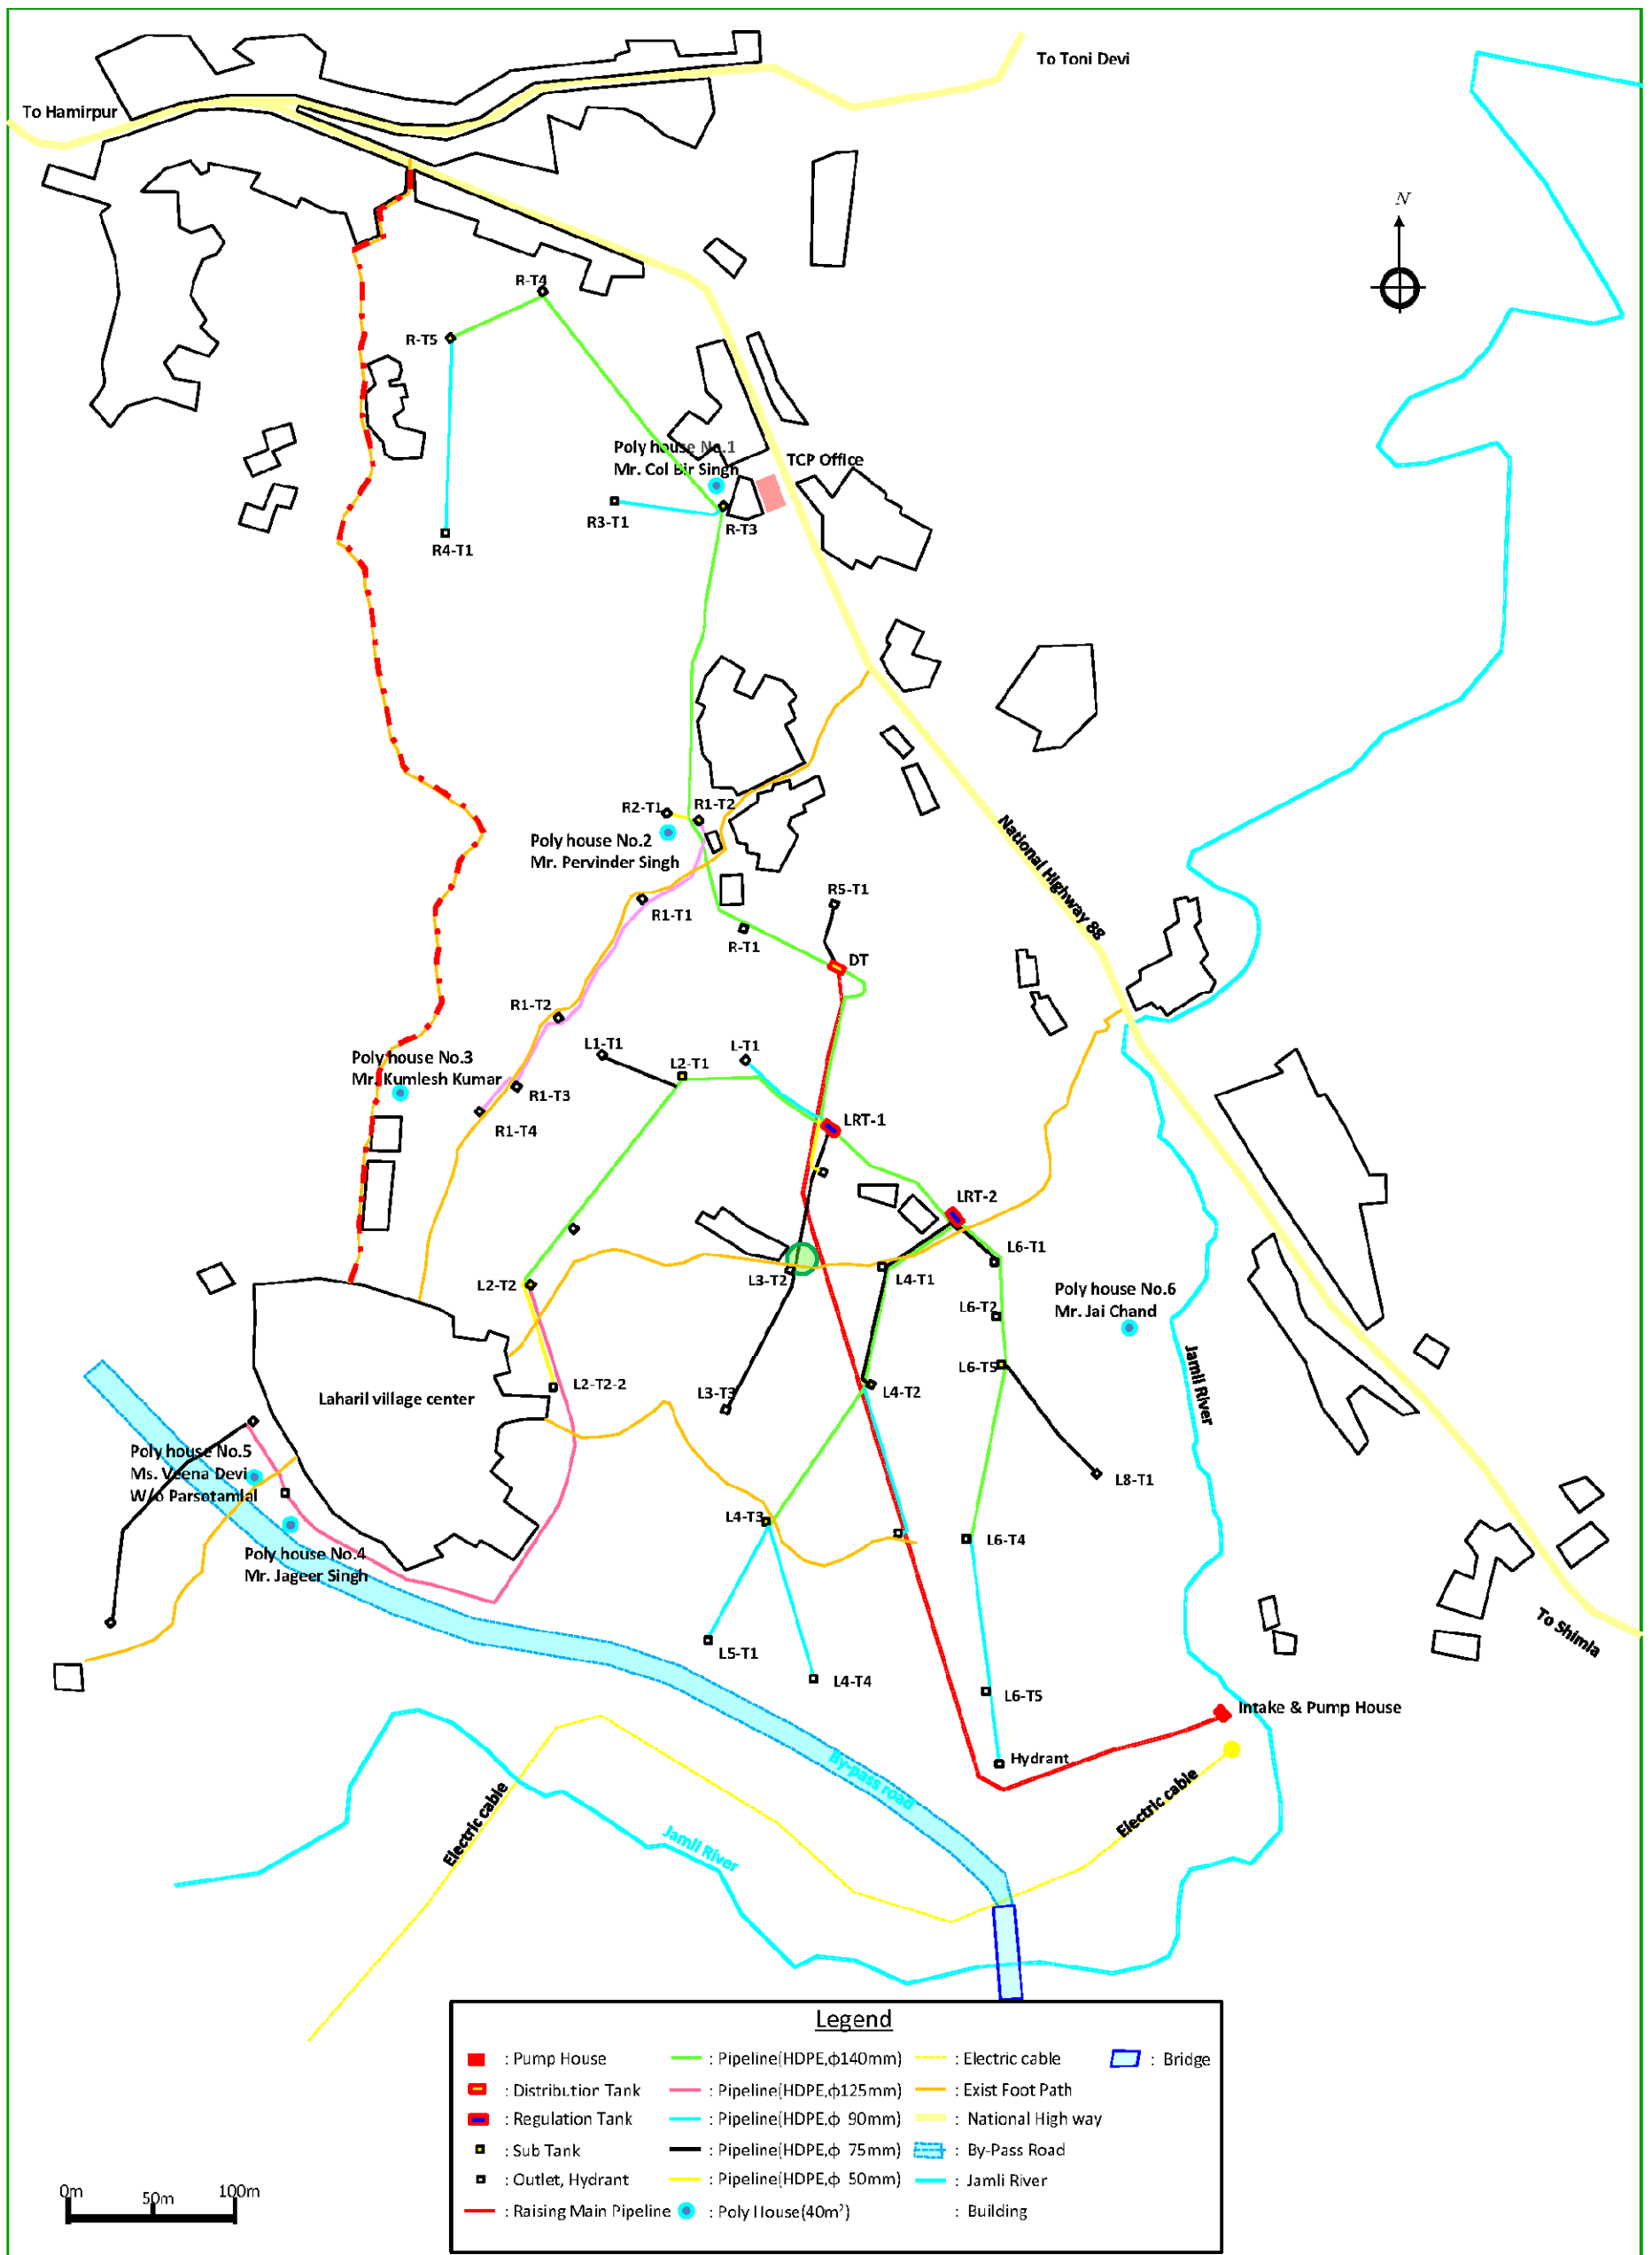 To Toni Devi
To Hamirpur
N
R-T4
R-T5
Poly house No.1
Mr. Col Bir Singh
TCP Office
R3-T1
R-T3
R4-T1
R2-T1
R1-T2
Poly house No.2
Mr. Pervinder Singh
National Highway 88
R5-T1
R1-T1
R-T1
DT
R1-T2
L1-T1
L-T1
L2-T1
Poly house No.3
Mr. Kumlesh Kumar
R1-T3
LRT-1
R1-T4
LRT-2
L6-T1
L3-T2
L4-T1
L2-T2
Poly house No.6
Mr. Jai Chand
L6-T2
Jamli River
L6-T5
L2-T2-2
L3-T3
L4-T2
Laharil village center
Poly house No.5
Ms. Veena Devi
W/o Parsotamlal
L8-T1
L4-T3
L6-T4
Poly house No.4
Mr. Jageer Singh
To Shimla
L5-T1
L4-T4
L6-T5
Intake & Pump House
Hydrant
By-pass road
Electric cable
Electric cable
Jamli River
Legend
: Pump House
: Pipeline(HDPE,ϕ140mm)
: Electric cable
: Bridge
: Distribution Tank
: Pipeline(HDPE,ϕ125mm)
: Exist Foot Path
: Regulation Tank
: Pipeline(HDPE,ϕ 90mm)
: National High way
: Sub Tank
: Pipeline(HDPE,ϕ 75mm)
: By-Pass Road
: Outlet, Hydrant
: Pipeline(HDPE,ϕ 50mm)
: Jamli River
: Raising Main Pipeline
: Poly House(40m²)
: Building
0m 50m 100m